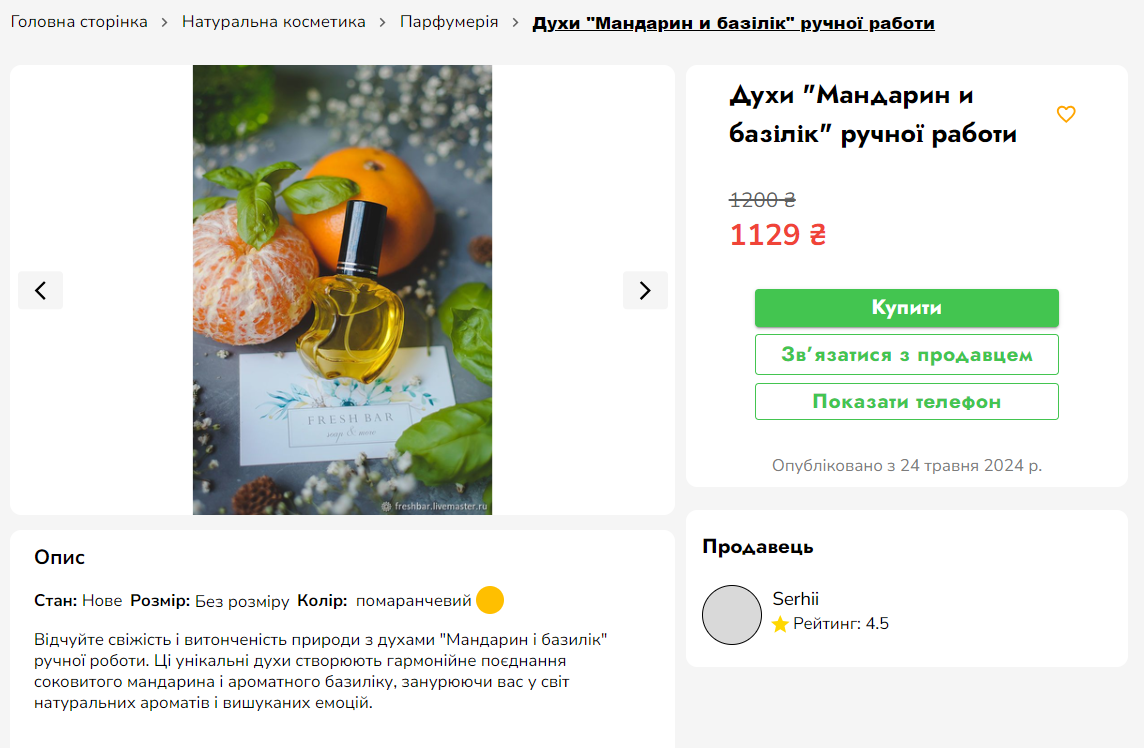 Головна сторінка > Натуральна косметика > Парфумерія > Духи "Мандарин и базілік" ручної работи
FRESH BAR
soap & more
freshbar.livemaster.ru
Духи "Мандарин и
базілік" ручної работи
1200 ₴
1129 ₴
Купити
Зв’язатися з продавцем
Показати телефон
Опубліковано з 24 травня 2024 р.
Опис
Стан: Нове Розмір: Без розміру Колір: помаранчевий
Відчуйте свіжість і витонченість природи з духами "Мандарин і базилік"
ручної роботи. Ці унікальні духи створюють гармонійне поєднання
соковитого мандарина і ароматного базиліку, занурюючи вас у світ
натуральних ароматів і вишуканих емоцій.
Продавець
Serhii
Рейтинг: 4.5